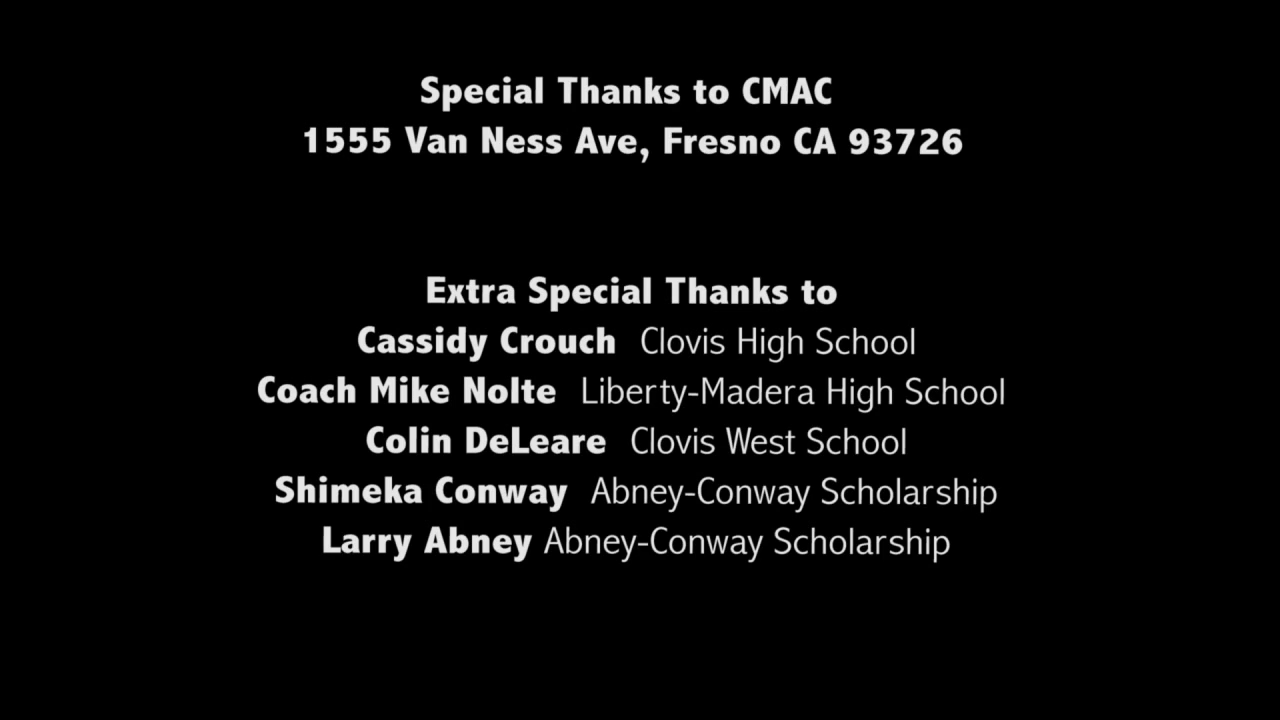 Special Thanks to CMAC
1555 Van Ness Ave, Fresno CA 93726
Extra Special Thanks to
Cassidy Crouch Clovis High School
Coach Mike Nolte Liberty-Madera High School
Colin DeLeare Clovis West School
Shimeka Conway Abney-Conway Scholarship
Larry Abney Abney-Conway Scholarship